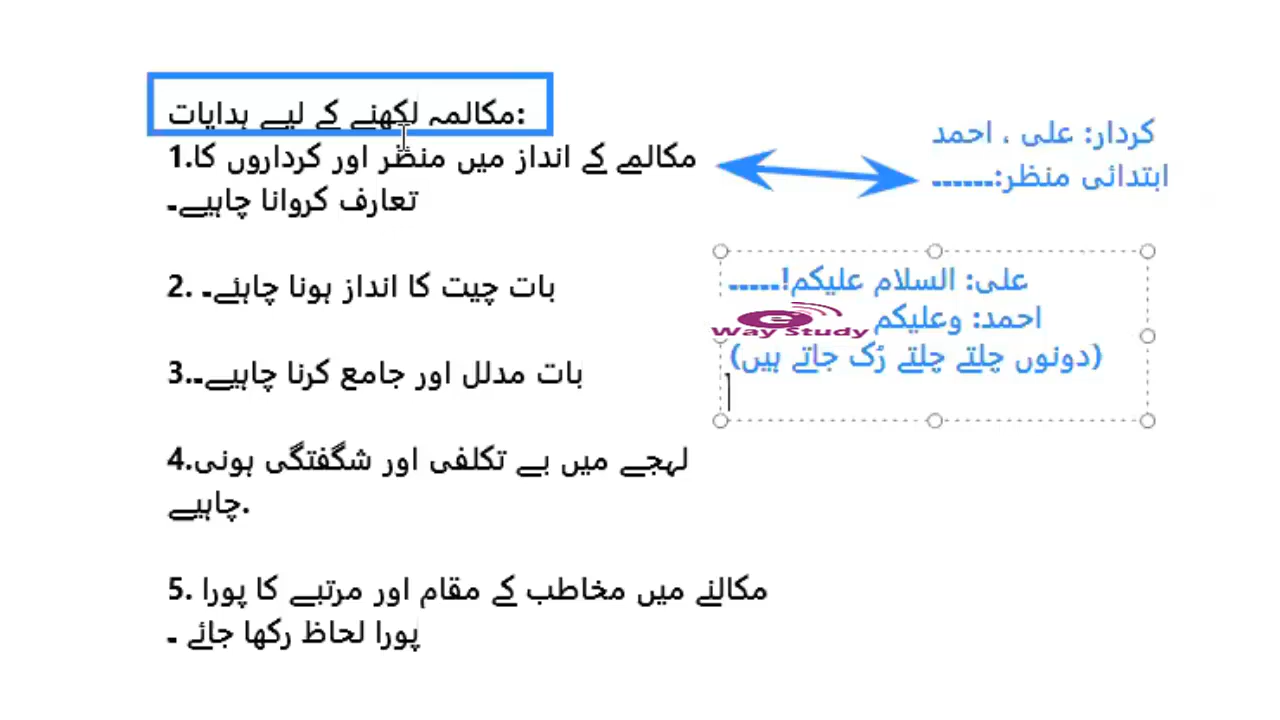 مکالمہ لکھنے کے لیے ہدایات:
1.مکالمے کے انداز میں منظر اور کرداروں کا
تعارف کروانا چاہیے۔
2. بات چیت کا انداز ہونا چاہئے۔
3.بات مدلل اور جامع کرنا چاہیے۔
4.لہجے میں بے تکلفی اور شگفتگی ہونی
چاہیے.
5. مکالنے میں مخاطب کے مقام اور مرتبے کا پورا
پورا لحاظ رکھا جائے ۔
کردار: علی ، احمد
ابتدائی منظر:------
علی: السلام علیکم!-----
احمد: وعلیکم
e Way Study
(دونوں چلتے چلتے رُک جاتے ہیں)